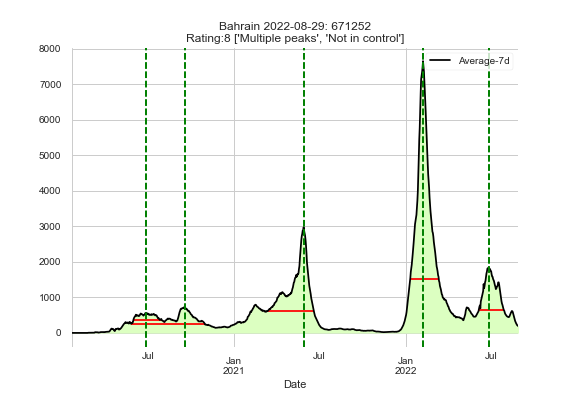 Bahrain 2022-08-29: 671252
Rating:8 ['Multiple peaks', 'Not in control']
Average-7d
8000
7000
6000
5000
4000
3000
2000
1000
0
Jul
Jan
2021
Jul
Jan
2022
Jul
Date